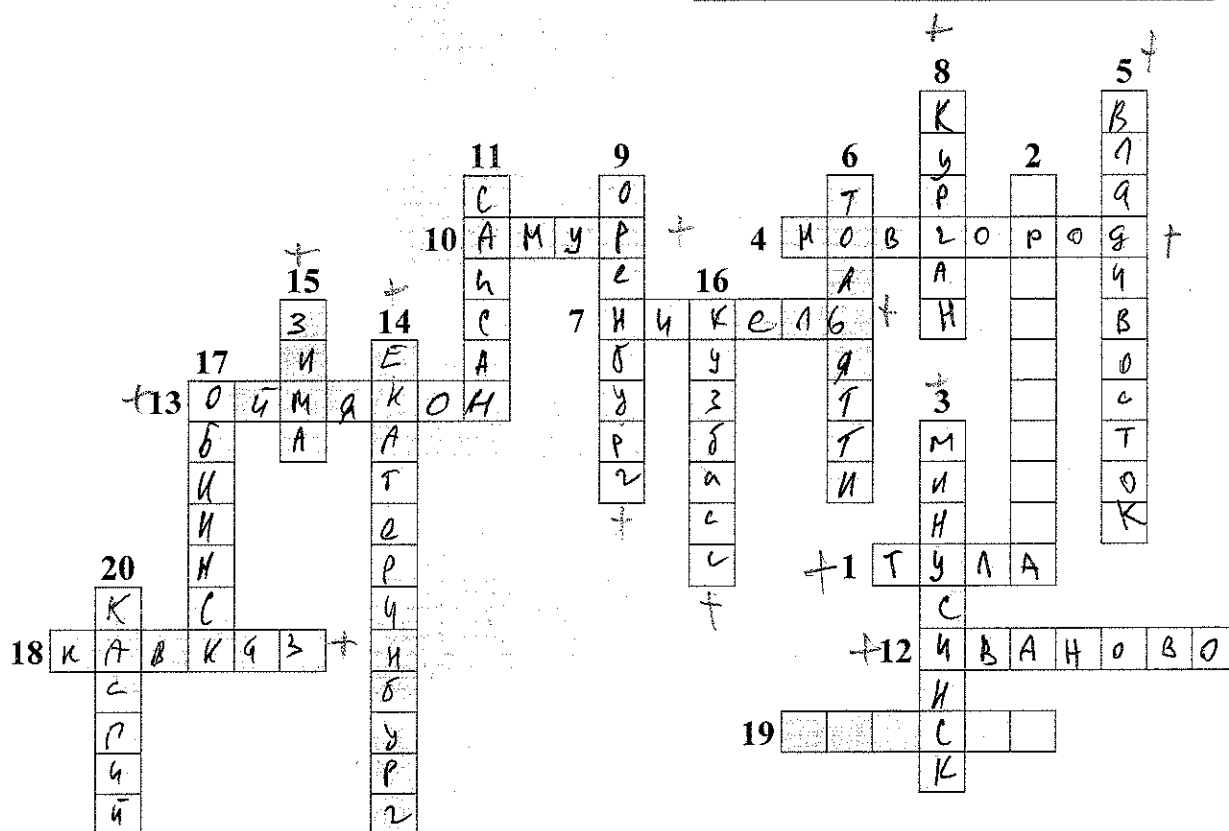 8 КУРГАН
5 ВЛАДИВОСТОК
11 САЯНСАН
9 ОРЕНБУРГ
6 ТОЛЬЯТТИ
2
10 АМУР
4 НОВГОРОД
15 ЗИМА
16 КУЗБАСС
14 ЕКАТЕРИНБУРГ
7 НИКЕЛЬ
17 ОБНИНСК
13 ОЙМЯКОН
3 МИНУСИНСК
20 КАСПИЙ
1 ТУЛА
18 КАВКАЗ
12 ИВАНОВО
19